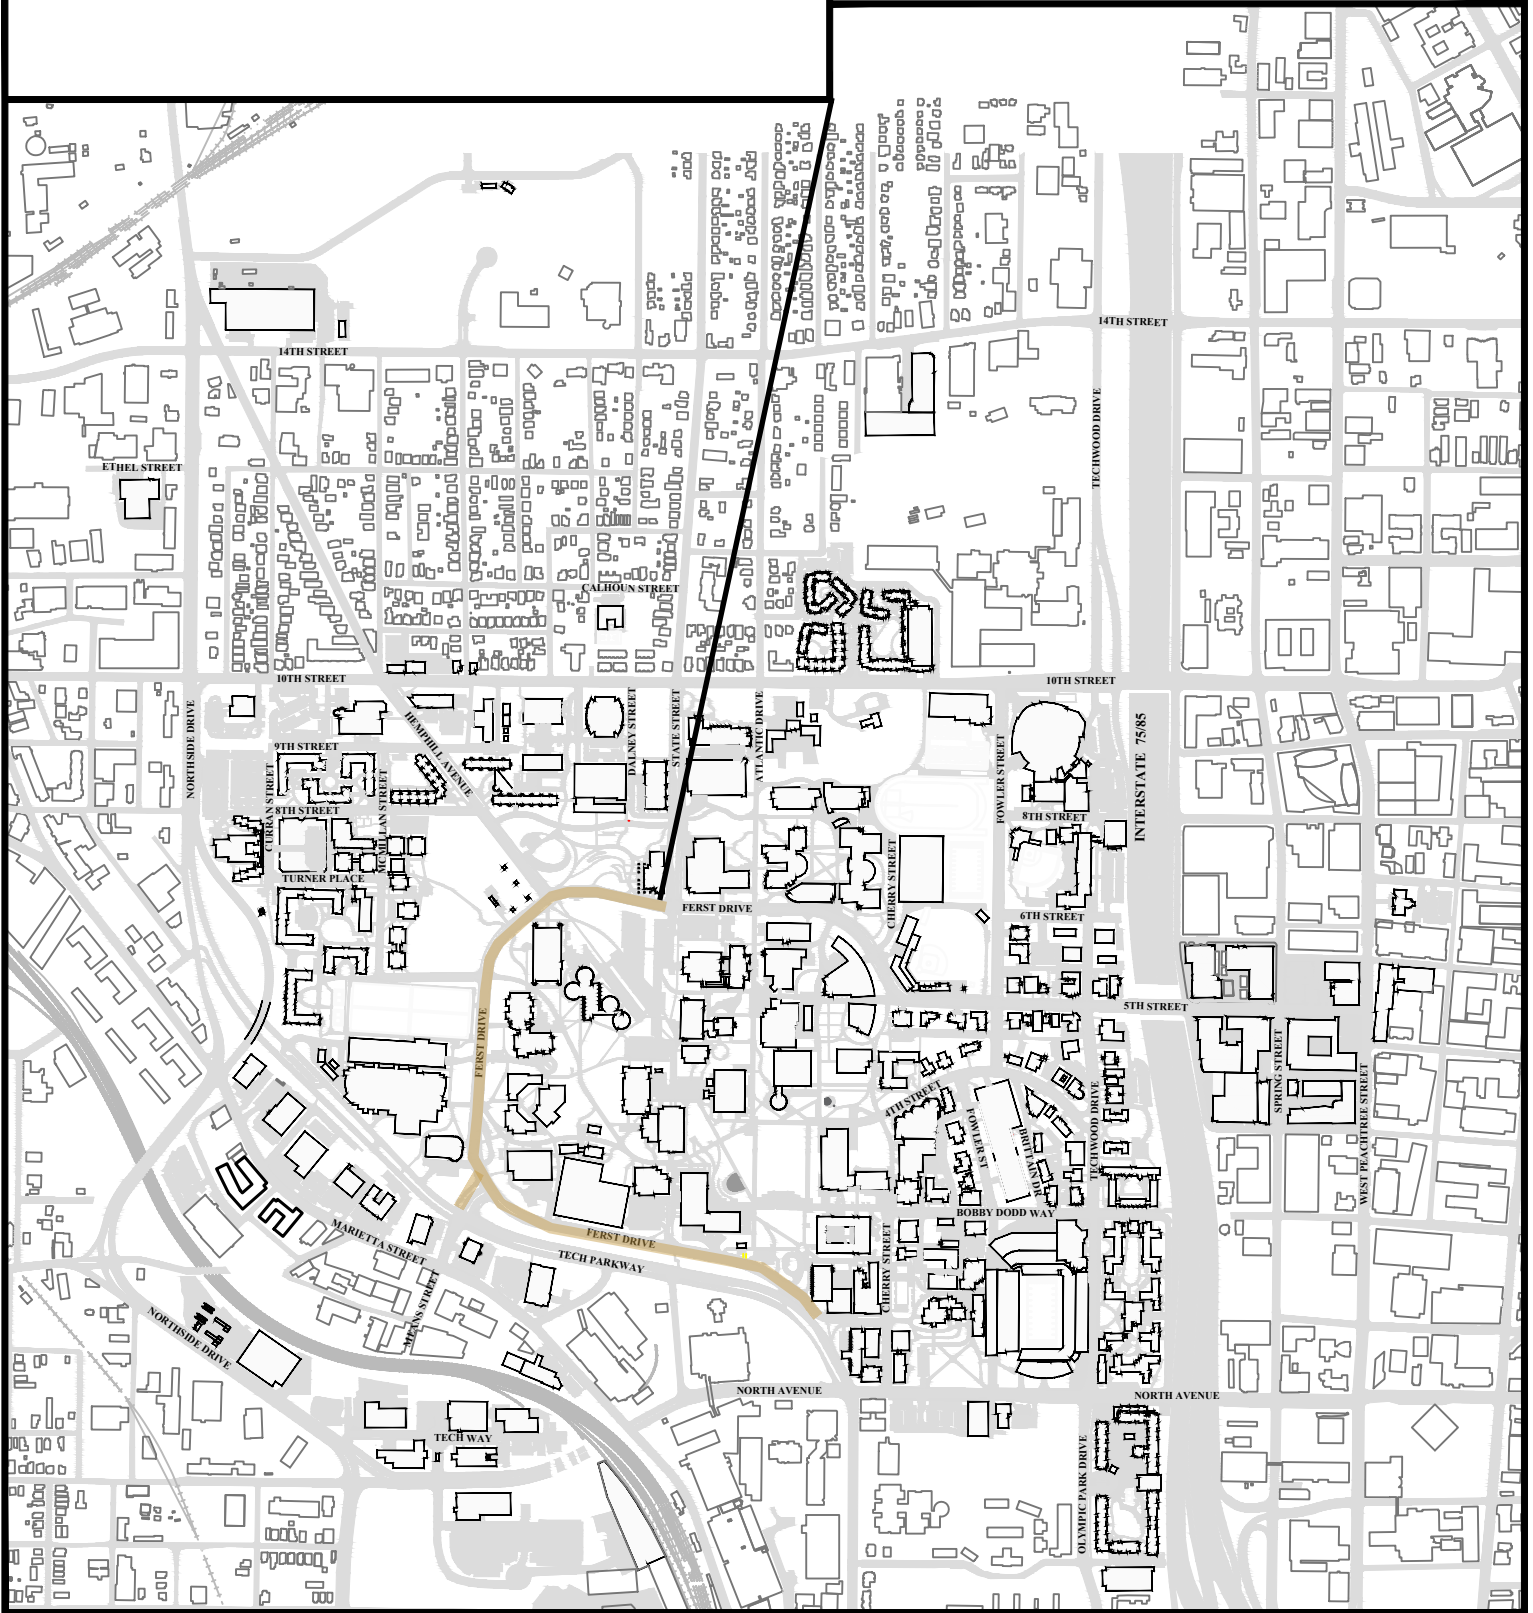 14TH STREET
14TH STREET
TECHWOOD DRIVE
ETHEL STREET
CALHOUN STREET
10TH STREET
10TH STREET
NORTHSIDE DRIVE
HEMPHILL AVENUE
DALNEY STREET
STATE STREET
ATLANTIC DRIVE
FOWLER STREET
INTERSTATE 75/85
9TH STREET
CURRAN STREET
MCMILLAN STREET
8TH STREET
8TH STREET
TURNER PLACE
CHERRY STREET
FERST DRIVE
6TH STREET
5TH STREET
FERST DRIVE
SPRING STREET
WEST PEACHTREE STREET
4TH STREET
FOWLER ST
BRITTAIN DR
TECHWOOD DRIVE
BOBBY DODD WAY
MARIETTA STREET
FERST DRIVE
TECH PARKWAY
CHERRY STREET
MEANS STREET
NORTHSIDE DRIVE
NORTH AVENUE
NORTH AVENUE
TECH WAY
OLYMPIC PARK DRIVE